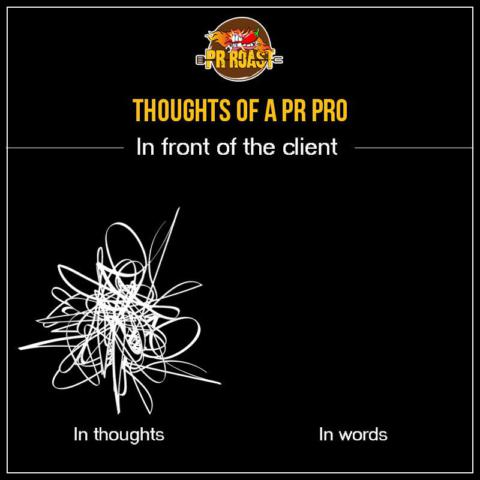 PR ROAST
THOUGHTS OF A PR PRO
In front of the client
In thoughts
In words